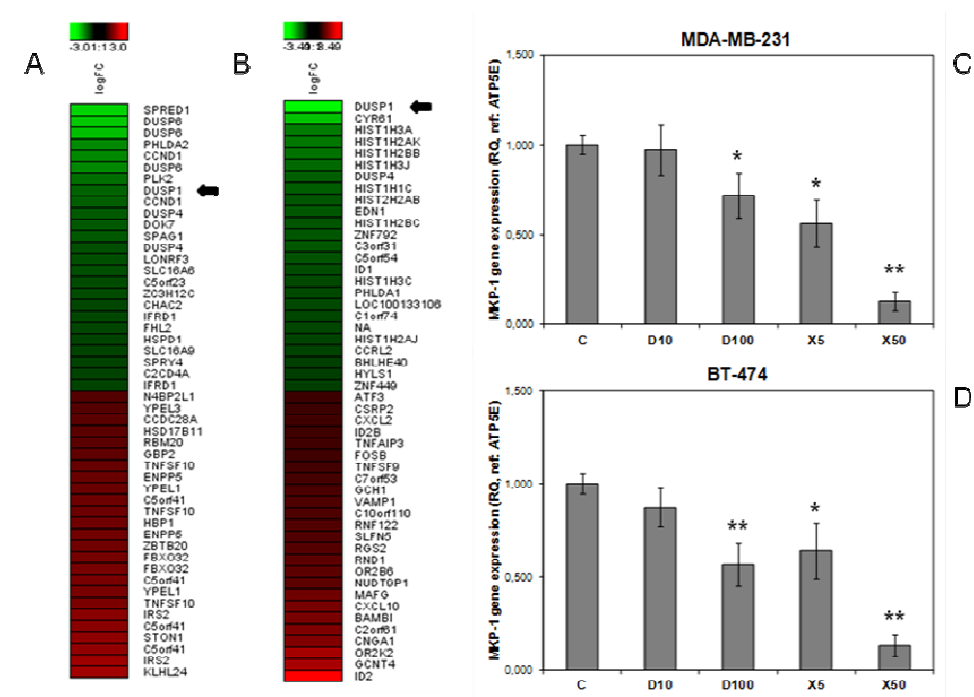 A
-3.01:13.0
logFC
SPRED1
DUSP6
DUSP6
PHLDA2
CCND1
DUSP6
PLK2
DUSP1
CCND1
DUSP4
DOK7
SPAG1
DUSP4
LONRF3
SLC16A6
C5orf23
ZC3H12C
CHAC2
IFRD1
FHL2
HSPD1
SLC16A9
SPRY4
C2CD4A
IFRD1
N4BP2L1
YPEL3
CCDC28A
HSD17B11
RBM20
GBP2
TNFSF10
ENPP5
YPEL1
C5orf41
TNFSF10
HBP1
ENPP5
ZBTB20
FBXO32
FBXO32
C5orf41
YPEL1
TNFSF10
IRS2
C5orf41
STON1
C5orf41
IRS2
KLHL24
B
logFC
DUSP1
CYR61
HIST1H3A
HIST1H2AK
HIST1H2BB
HIST1H3J
DUSP4
HIST1H1C
HIST2H2AB
EDN1
HIST1H2BC
ZNF792
C3orf31
C5orf54
ID1
HIST1H3C
PHLDA1
LOC100133106
C1orf74
NA
HIST1H2AJ
CCRL2
BHLHE40
HYLS1
ZNF449
ATF3
CSRP2
CXCL2
ID2B
TNFAIP3
FOSB
TNFSF9
C7orf53
GCH1
VAMP1
C10orf110
RNF122
SLFN5
RGS2
RND1
OR2B6
NUDTGP1
MAFG
CXCL10
BAMBI
C2orf61
CNGA1
OR2K2
GCNT4
ID2
C
MDA-MB-231
MKP-1 gene expression (RQ, ref: ATP5E)
1,500
1,000
0,500
0,000
*
*
**
C D10 D100 X5 X50
D
BT-474
MKP-1 gene expression (RQ, ref: ATP5E)
1,500
1,000
0,500
0,000
**
*
**
C D10 D100 X5 X50